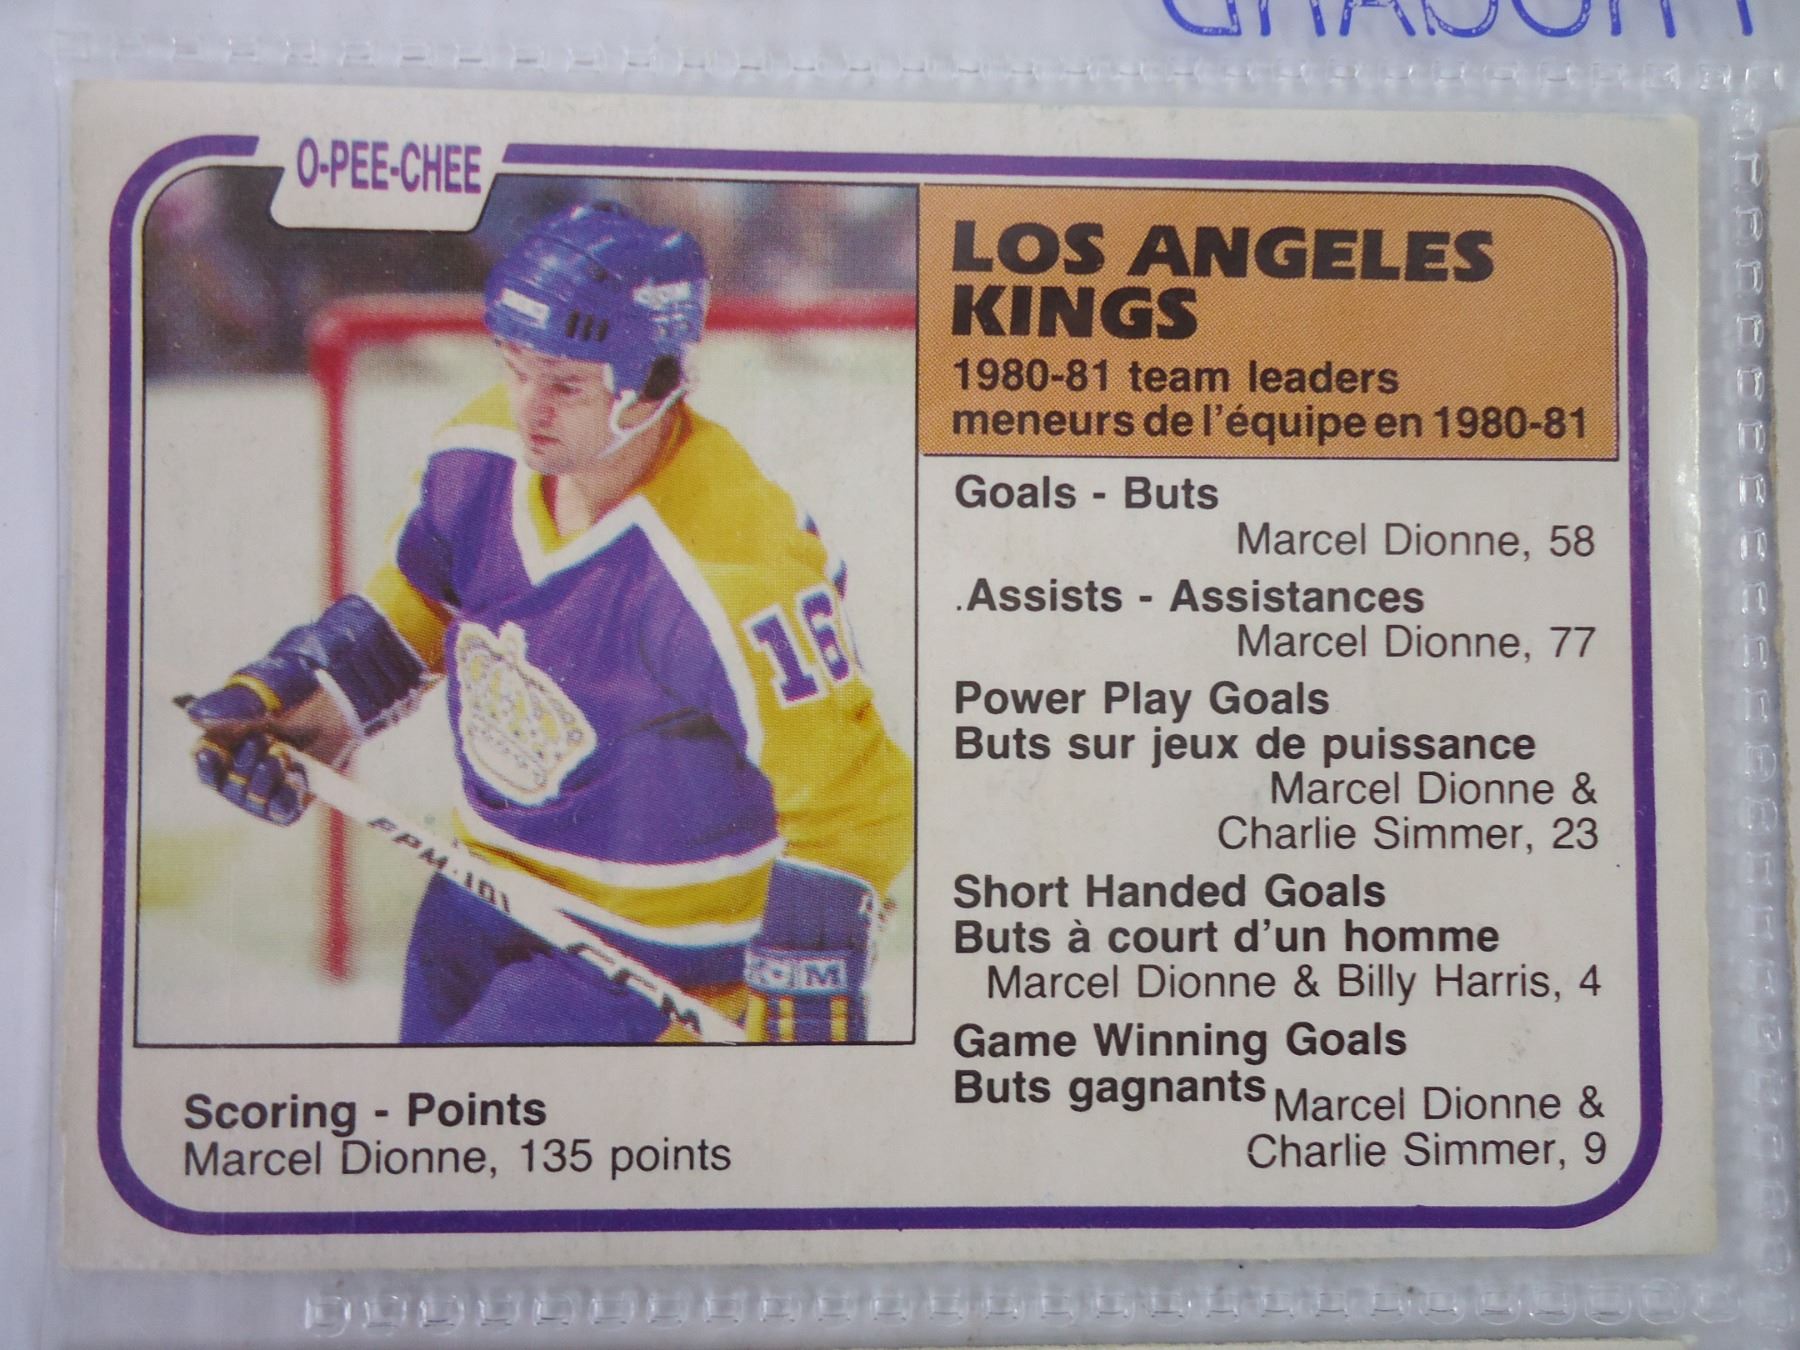 O-PEE-CHEE
LOS ANGELES
KINGS
1980-81 team leaders
meneurs de l'équipe en 1980-81
Goals - Buts
Marcel Dionne, 58
.Assists - Assistances
Marcel Dionne, 77
Power Play Goals
Buts sur jeux de puissance
Marcel Dionne &
Charlie Simmer, 23
Short Handed Goals
Buts à court d'un homme
Marcel Dionne & Billy Harris, 4
Game Winning Goals
Buts gagnants
Marcel Dionne &
Charlie Simmer, 9
Scoring - Points
Marcel Dionne, 135 points
16
CCM